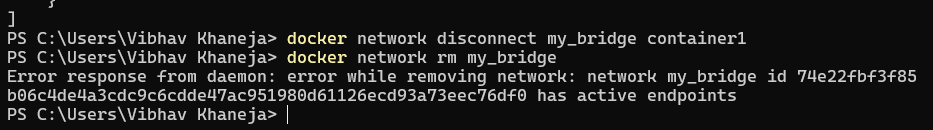 }
]
PS C:\Users\Vibhav Khaneja> docker network disconnect my_bridge container1
PS C:\Users\Vibhav Khaneja> docker network rm my_bridge
Error response from daemon: error while removing network: network my_bridge id 74e22fbf3f85
b06c4de4a3cdc9c6cdde47ac951980d61126ecd93a73eec76df0 has active endpoints
PS C:\Users\Vibhav Khaneja>